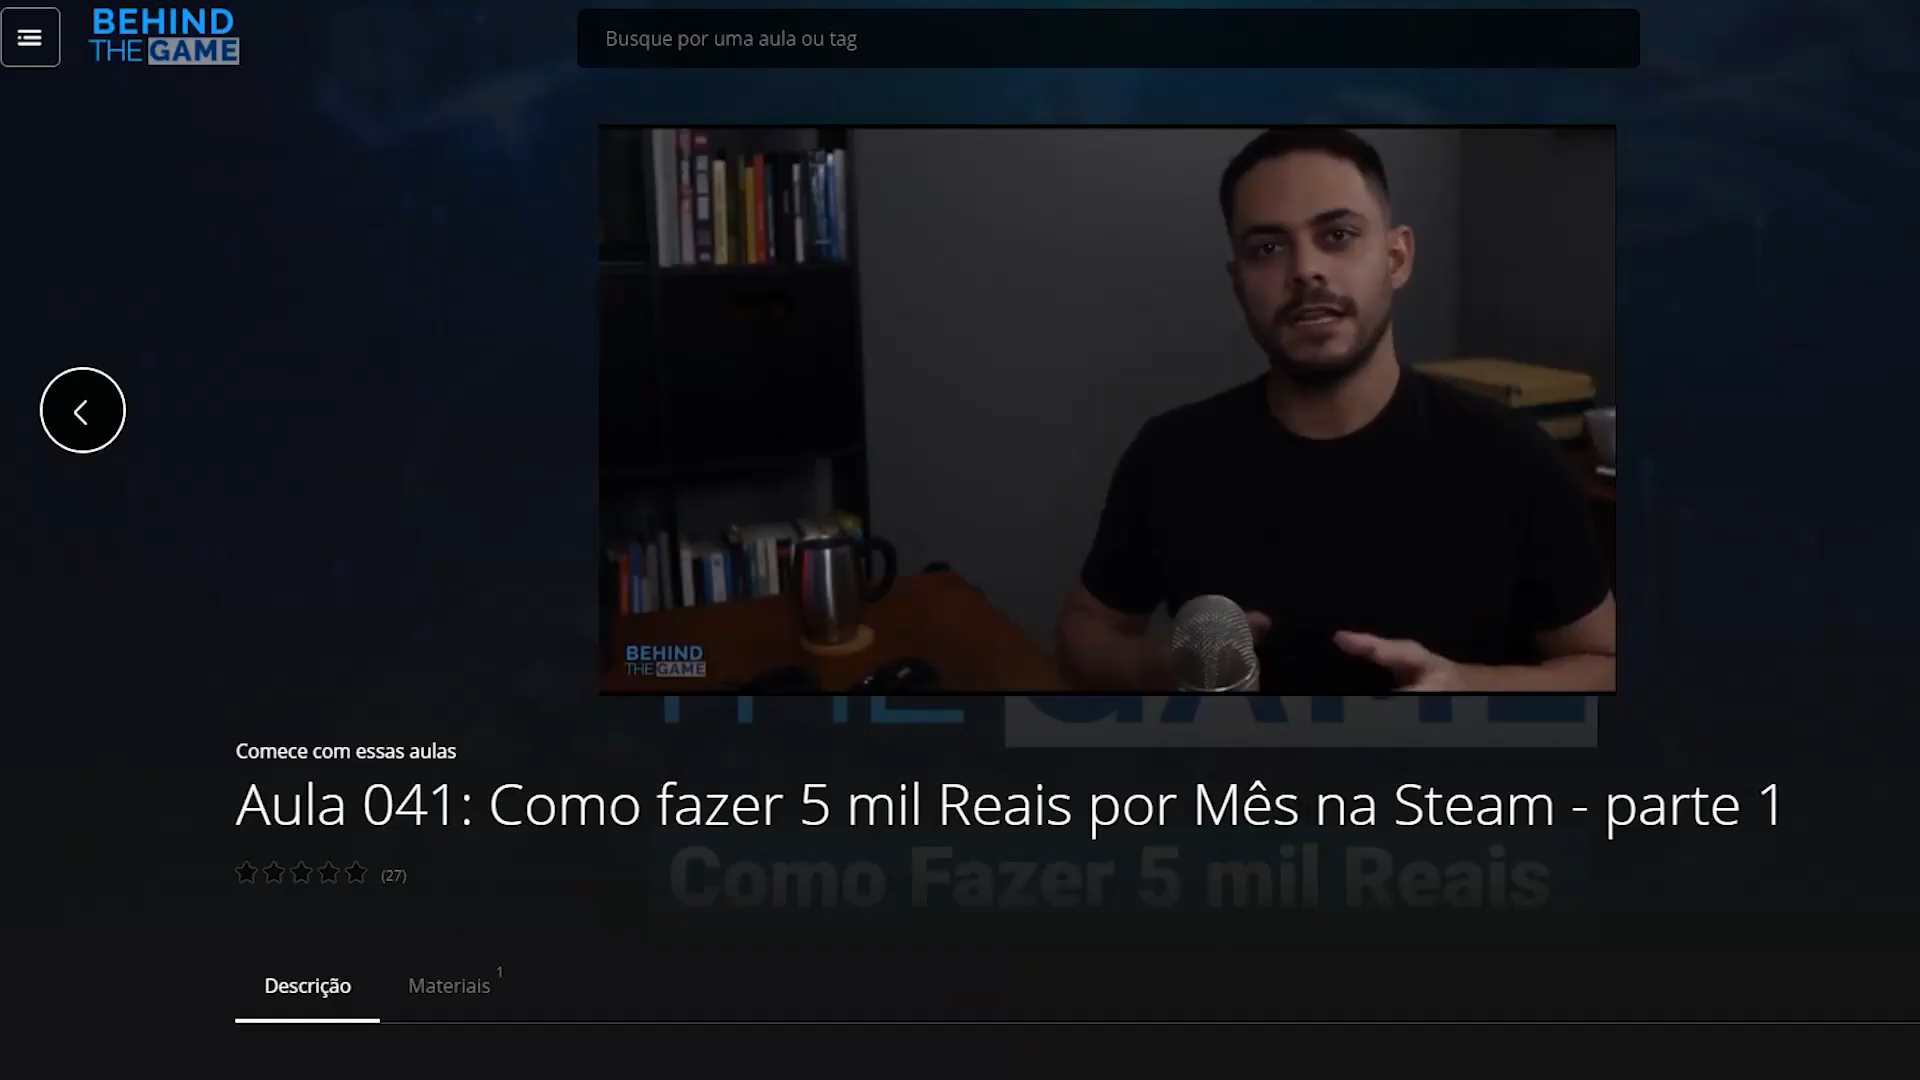 BEHIND
THE GAME
Busque por uma aula ou tag
BEHIND
THE GAME
THE GAME
Comece com essas aulas
Aula 041: Como fazer 5 mil Reais por Mês na Steam - parte 1
Como Fazer 5 mil Reais
(27)
Descrição
Materiais 1